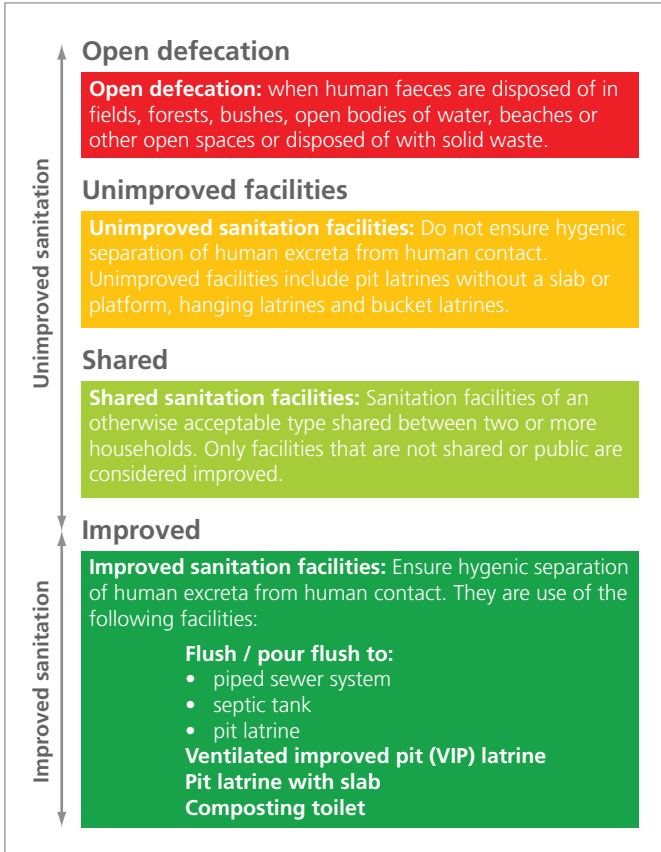 Open defecation
Open defecation: when human faeces are disposed of in
fields, forests, bushes, open bodies of water, beaches or
other open spaces or disposed of with solid waste.
Unimproved facilities
Unimproved sanitation facilities: Do not ensure hygenic
separation of human excreta from human contact.
Unimproved facilities include pit latrines without a slab or
platform, hanging latrines and bucket latrines.
Shared
Shared sanitation facilities: Sanitation facilities of an
otherwise acceptable type shared between two or more
households. Only facilities that are not shared or public are
considered improved.
Unimproved sanitation
Improved
Improved sanitation facilities: Ensure hygenic separation
of human excreta from human contact. They are use of the
following facilities:
Flush / pour flush to:
• piped sewer system
• septic tank
• pit latrine
Ventilated improved pit (VIP) latrine
Pit latrine with slab
Composting toilet
Improved sanitation